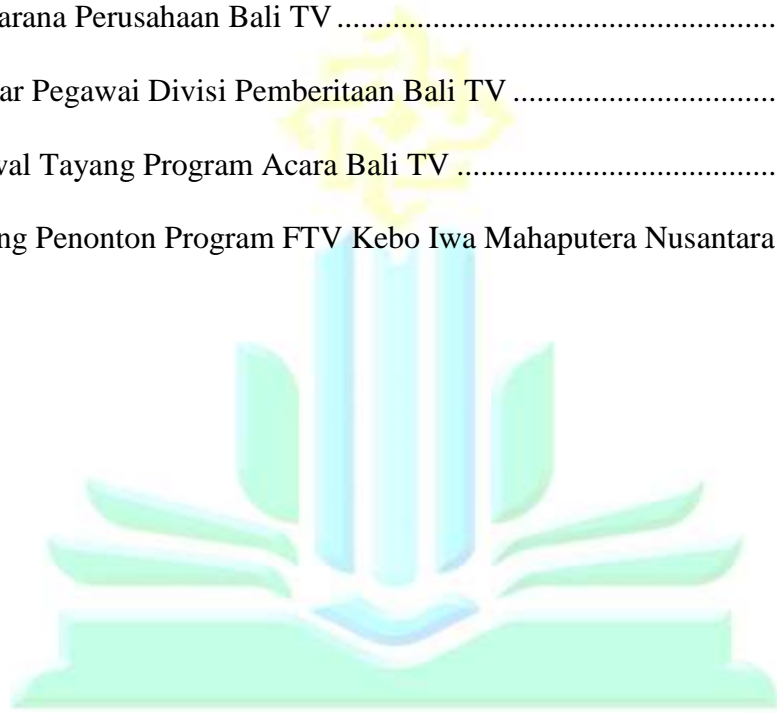 arana Perusahaan Bali TV ........................................................
ar Pegawai Divisi Pemberitaan Bali TV .................................
val Tayang Program Acara Bali TV ........................................
ng Penonton Program FTV Kebo Iwa Mahaputera Nusantara